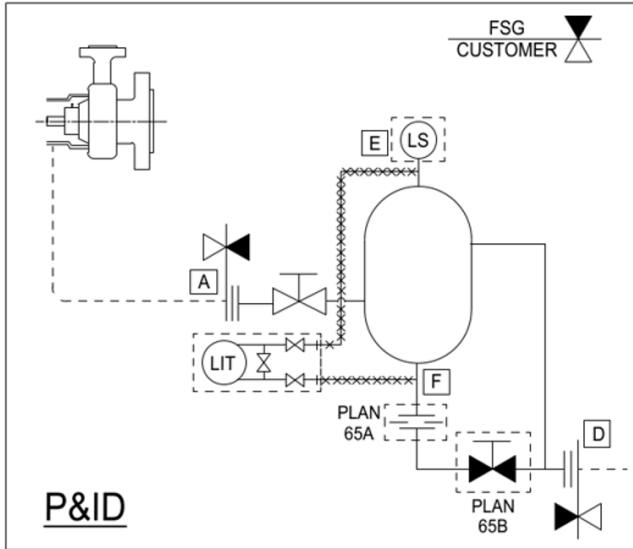 FSG
CUSTOMER
E
LS
A
LIT
F
PLAN
65A
D
PLAN
65B
P&ID